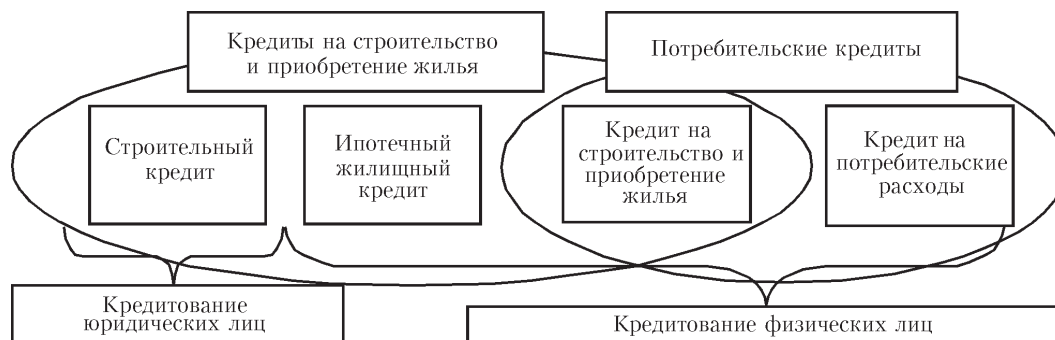 Кредиты на строительство
и приобретение жилья
Потребительские кредиты
Строительный
кредит
Ипотечный
жилищный
кредит
Кредит на
строительство и
приобретение
жилья
Кредит на
потребительские
расходы
Кредитование
юридических лиц
Кредитование физических лиц